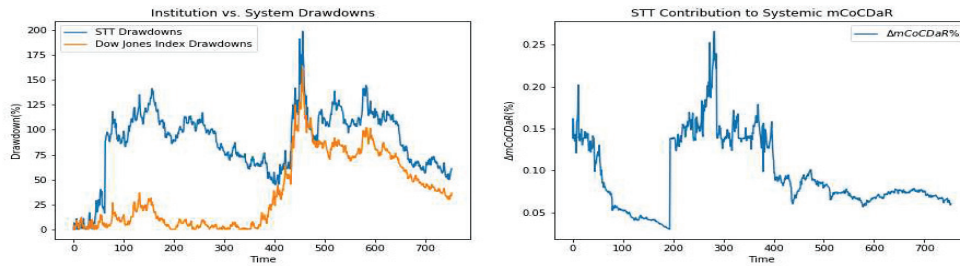 Institution vs. System Drawdowns
STT Drawdowns
Dow Jones Index Drawdowns
Drawdown(%)
200
175
150
125
100
75
50
25
0
0 100 200 300 400 500 600 700
Time
STT Contribution to Systemic mCoCDaR
ΔmCoCDaR%
ΔmCoCDaR(%)
0.25
0.20
0.15
0.10
0.05
0 100 200 300 400 500 600 700
Time